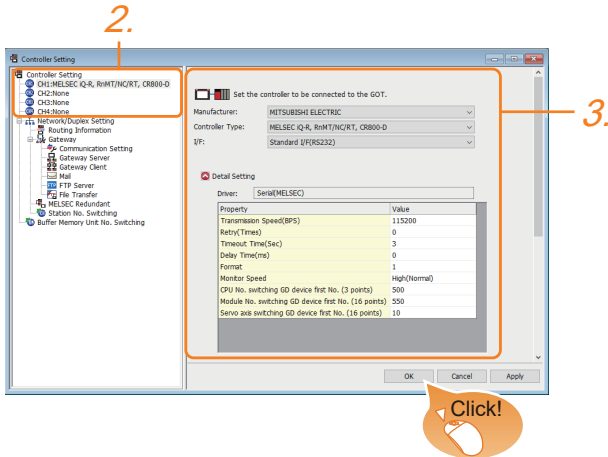 2.
Controller Setting
Controller Setting
CH1:MELSEC iQ-R, RnMT/NC/RT, CR800-D
CH2:None
CH3:None
CH4:None
Network/Duplex Setting
Routing Information
Gateway
Communication Setting
Gateway Server
Gateway Client
Mail
FTP Server
File Transfer
MELSEC Redundant
Station No. Switching
Buffer Memory Unit No. Switching
Set the controller to be connected to the GOT.
Manufacturer: MITSUBISHI ELECTRIC
3.
Controller Type: MELSEC iQ-R, RnMT/NC/RT, CR800-D
I/F: Standard I/F(RS232)
Detail Setting
Driver: Serial(MELSEC)
Property Value
Transmission Speed(BPS) 115200
Retry(Times) 0
Timeout Time(Sec) 3
Delay Time(ms) 0
Format 1
Monitor Speed High(Normal)
CPU No. switching GD device first No. (3 points) 500
Module No. switching GD device first No. (16 points) 550
Servo axis switching GD device first No. (16 points) 10
OK Cancel Apply
Click!